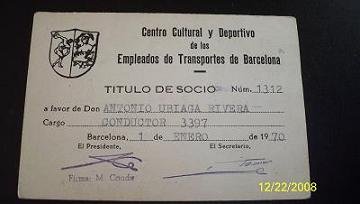 Centro Cultural y Deportivo
de los
Empleados de Transportes de Barcelona
TITULO DE SOCIO Núm. 1312
a favor de Don ANTONIO UBIAGA RIVERA
Cargo CONDUCTOR 3397
Barcelona, 1 de ENERO de 1970
El Presidente, El Secretario,
Firma: M. Conde
12/22/2008